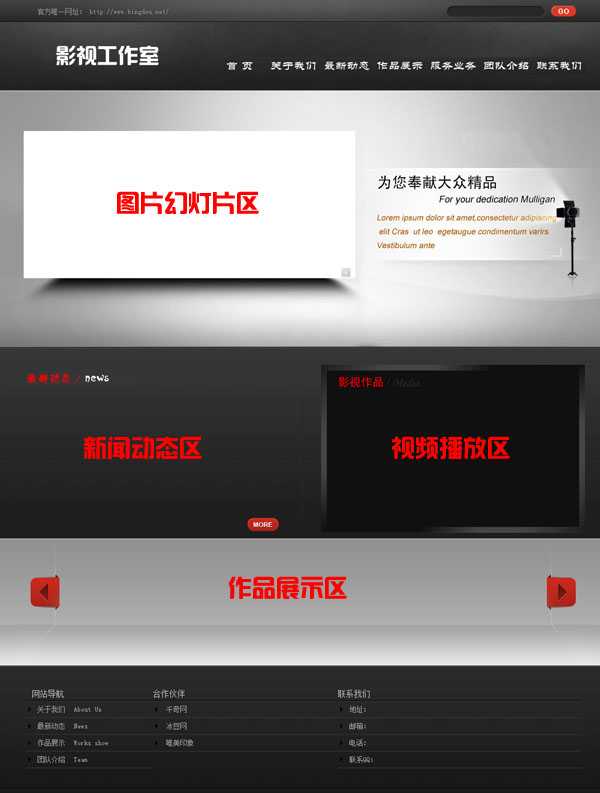 官方唯一网址: http://www.bingdou.net/
GO
影视工作室
首 页 关于我们 最新动态 作品展示 服务业务 团队介绍 联系我们
图片幻灯片区
为您奉献大众精品
For your dedication Mulligan
Lorem ipsum dolor sit amet,consectetur adipiscing
elit Cras ut leo egetaugue condimentum varirs
Vestibulum ante
最新动态 / news
影视作品 / Media
新闻动态区
视频播放区
MORE
作品展示区
网站导航
关于我们 About Us
最新动态 News
作品展示 Works show
团队介绍 Team
合作伙伴
千奇网
冰豆网
唯美印象
联系我们
地址:
邮箱:
电话:
联系QQ: